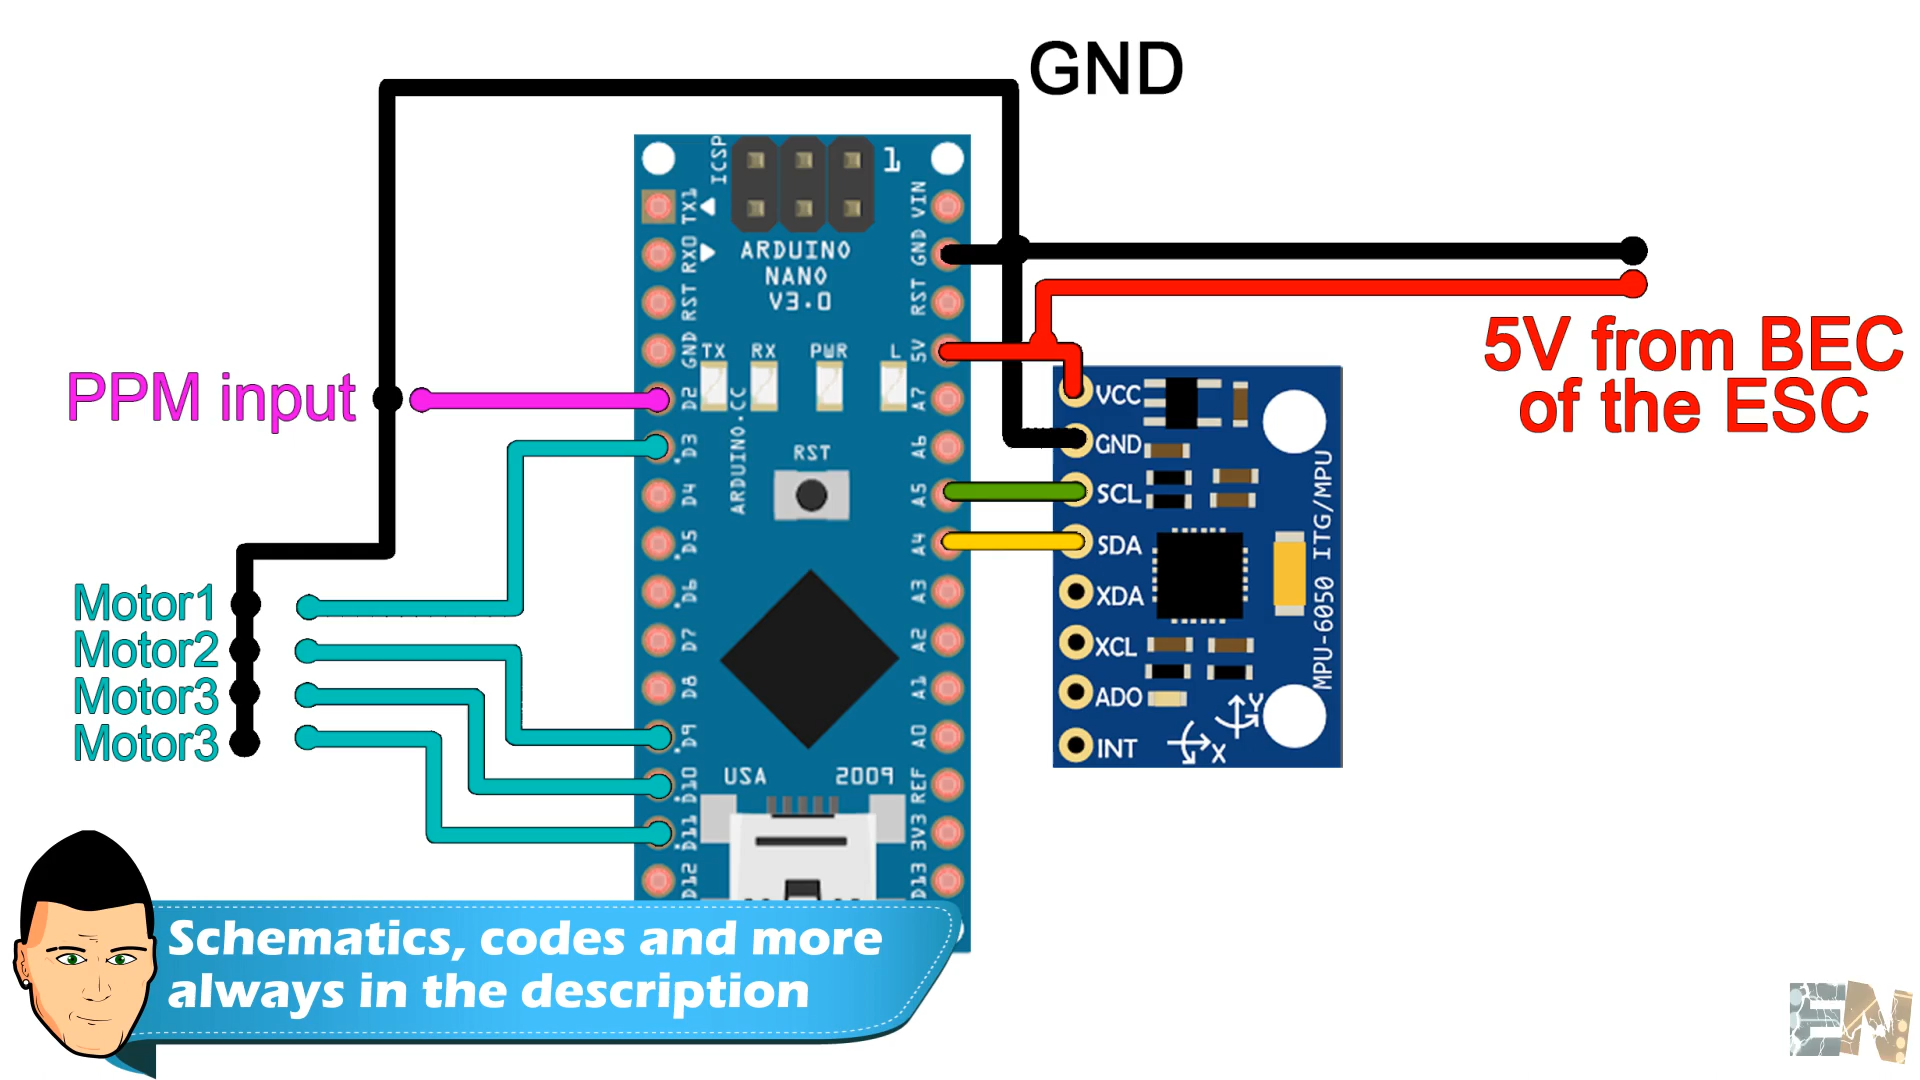 GND
ICSP
1
TX1
RX0
RST
GND
D2
D3
D4
D5
D6
D7
D8
D9
D10
D11
D12
VIN
GND
RST
5V
A7
A6
A5
A4
A3
A2
A1
A0
REF
3V3
D13
ARDUINO
NANO
V3.0
TX RX PWR L
ARDUINO.CC
RST
USA 2009
PPM input
Motor1
Motor2
Motor3
Motor3
5V from BEC
of the ESC
VCC
GND
SCL
SDA
XDA
XCL
ADO
INT
MPU-6050 ITG/MPU
Y
X
Schematics, codes and more
always in the description
EN